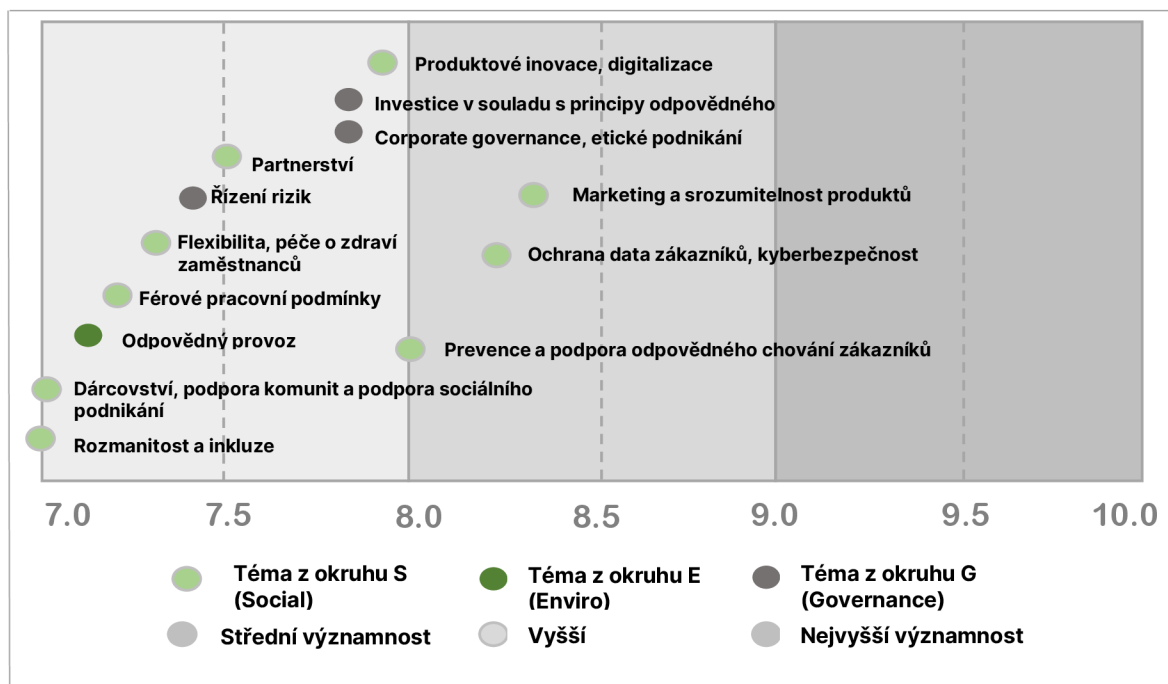 Produktové inovace, digitalizace
Investice v souladu s principy odpovědného
Corporate governance, etické podnikání
Partnerství
Řízení rizik
Marketing a srozumitelnost produktů
Flexibilita, péče o zdraví
zaměstnanců
Ochrana data zákazníků, kyberbezpečnost
Férové pracovní podmínky
Odpovědný provoz
Prevence a podpora odpovědného chování zákazníků
Dárcovství, podpora komunit a podpora sociálního
podnikání
Rozmanitost a inkluze
7.0 7.5 8.0 8.5 9.0 9.5 10.0
Téma z okruhu S
(Social)
Téma z okruhu E
(Enviro)
Téma z okruhu G
(Governance)
Střední významnost
Vyšší
Nejvyšší významnost